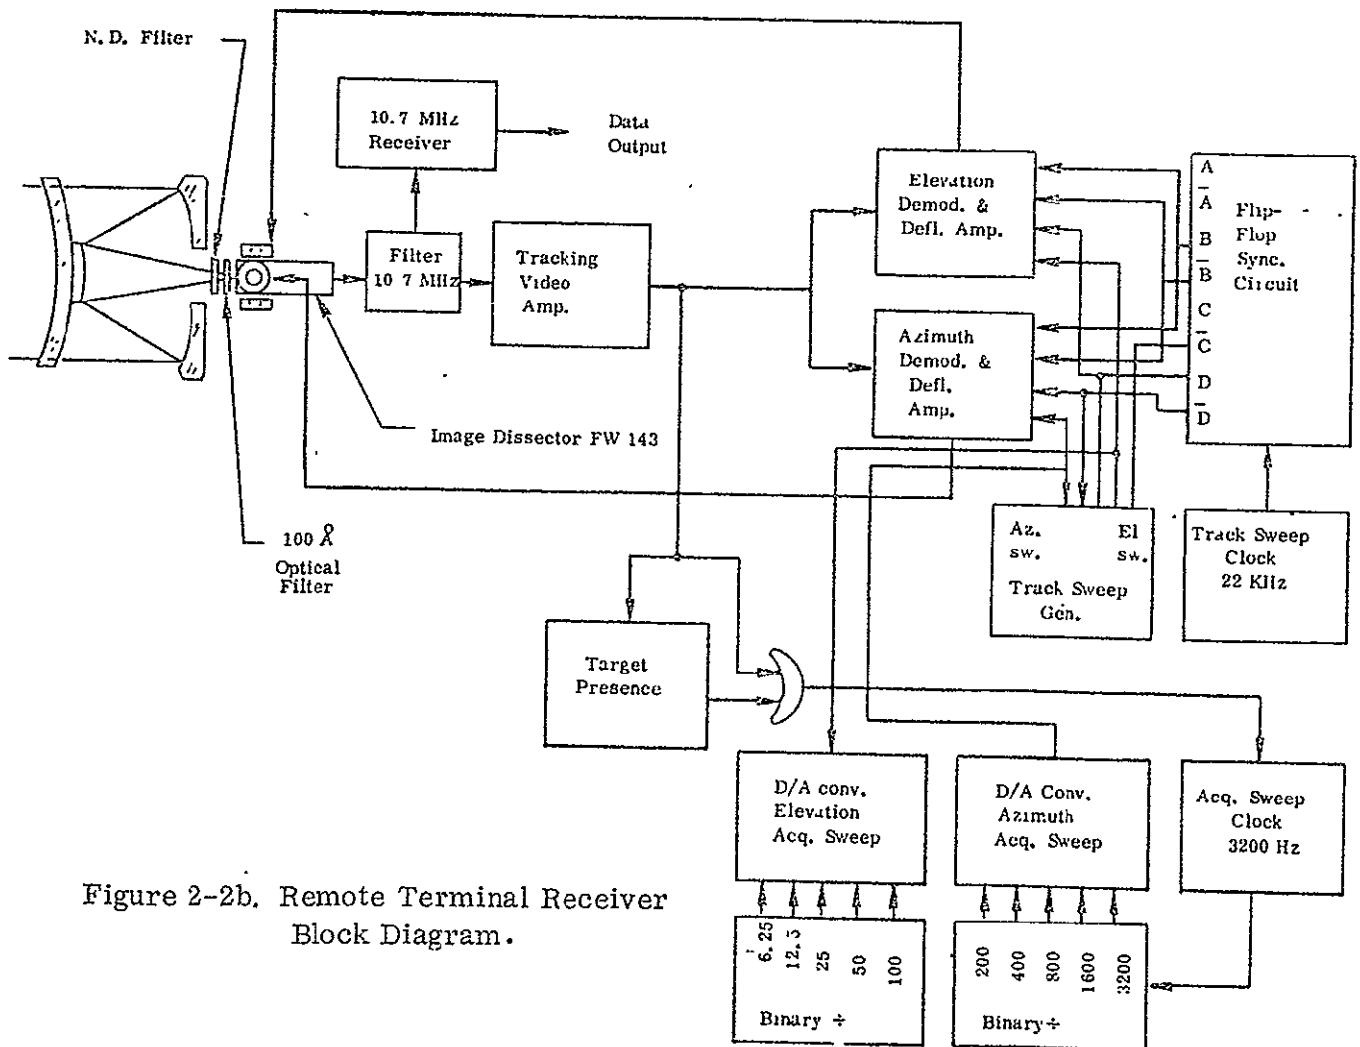 N. D. Filter
10. 7 MHz
Receiver
Data
Output
Filter
10 7 MHz
Tracking
Video
Amp.
Elevation
Demod. &
Defl. Amp.
Azimuth
Demod. &
Defl.
Amp.
A
A̅
B
B̅
C
C̅
D
D̅
Flip-
Flop
Sync.
Circuit
Image Dissector FW 143
100 Å
Optical
Filter
Az.
sw.
El
sw.
Track Sweep
Gen.
Track Sweep
Clock
22 KHz
Target
Presence
D/A conv.
Elevation
Acq. Sweep
D/A Conv.
Azimuth
Acq. Sweep
Acq. Sweep
Clock
3200 Hz
6.25
12.5
25
50
100
Binary ÷
200
400
800
1600
3200
Binary ÷
Figure 2-2b. Remote Terminal Receiver
Block Diagram.